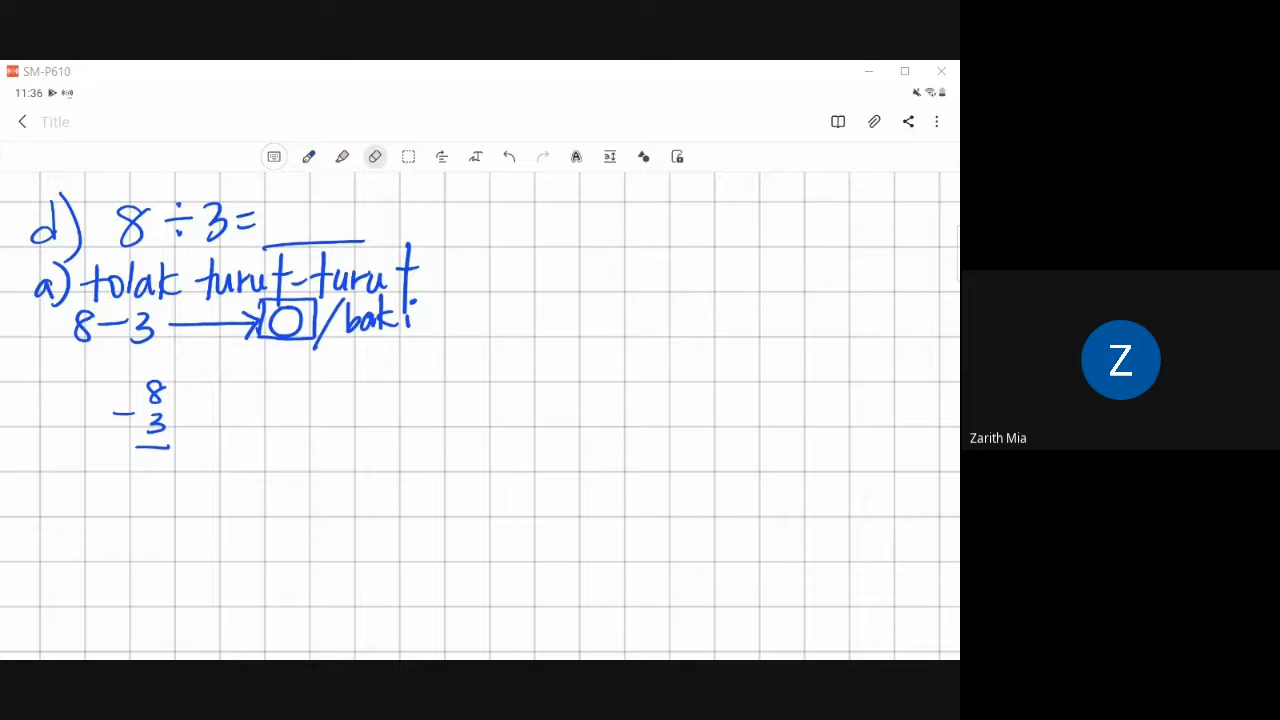 SM-P610
11:36
Title
d) 8 ÷ 3 =
a) tolak turut-turut
8 - 3 → 0 / baki
8
- 3
Z
Zarith Mia